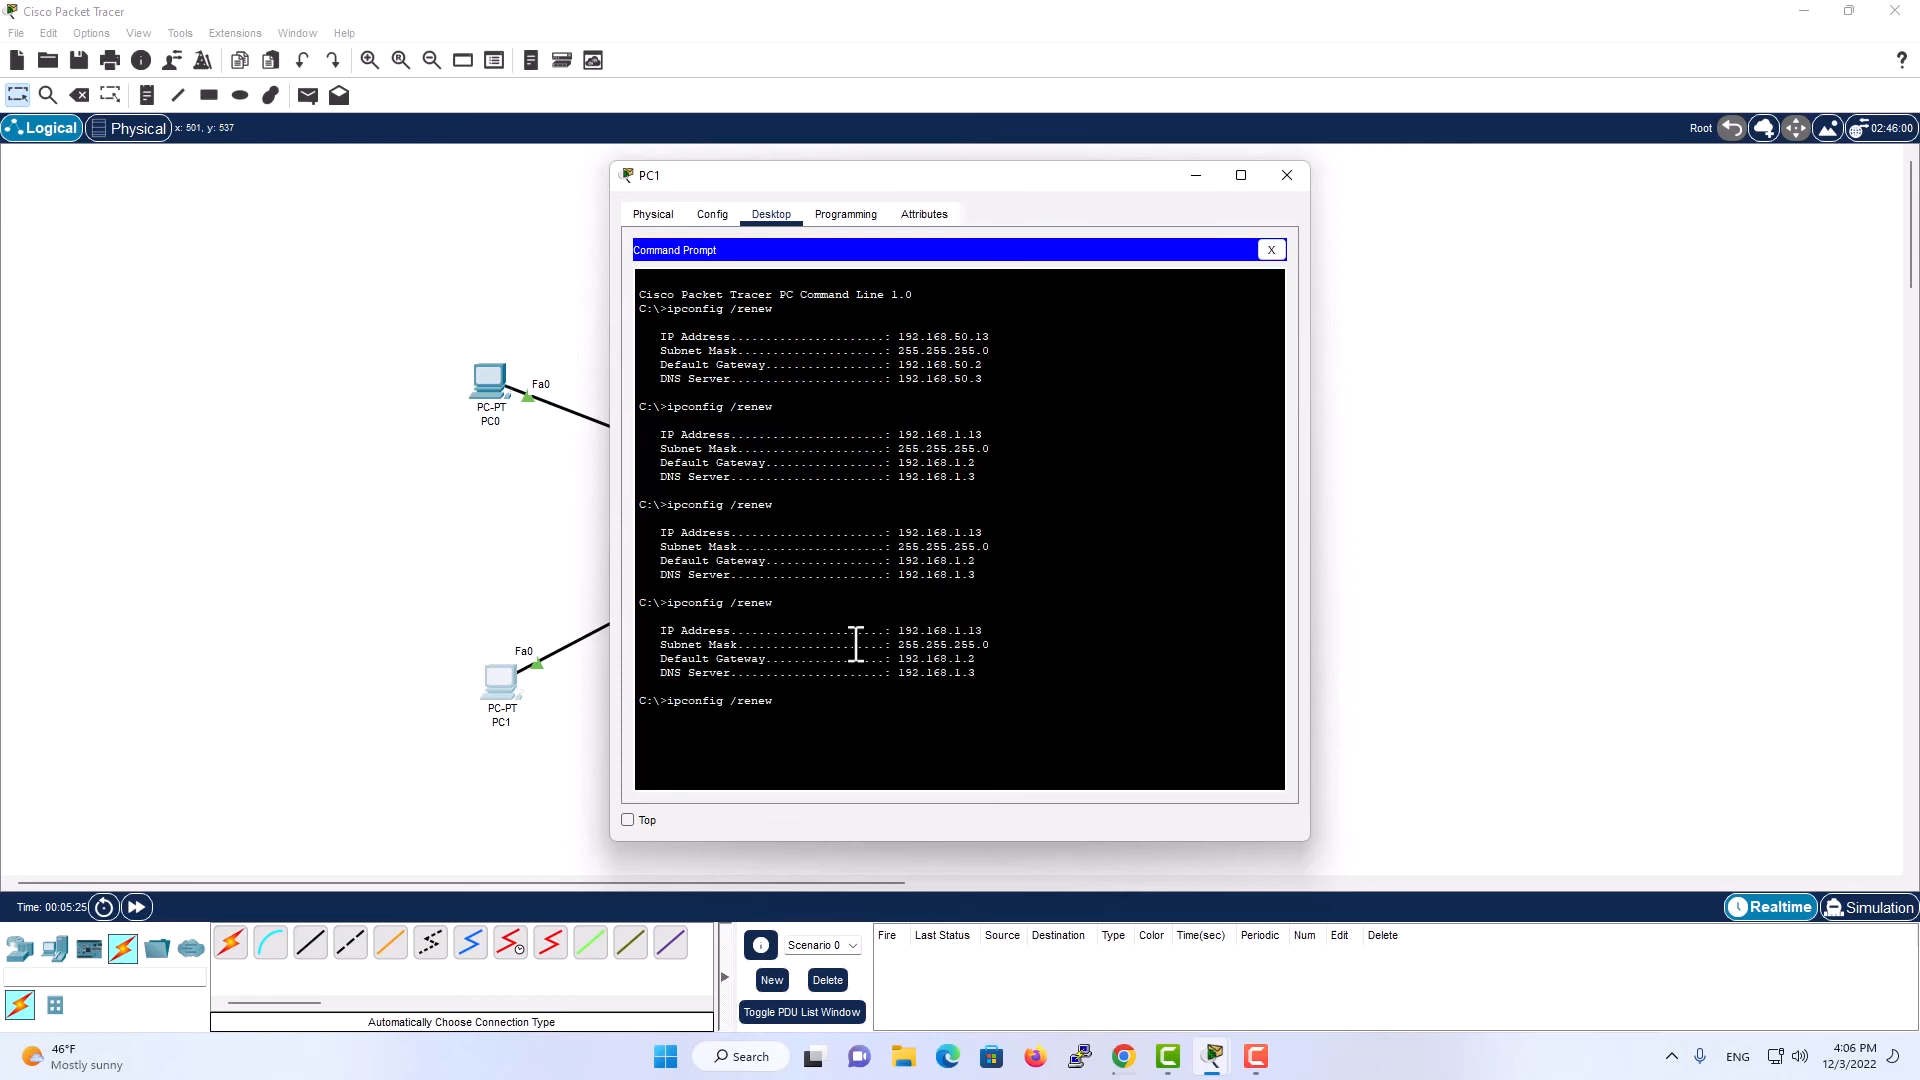 Cisco Packet Tracer
File Edit Options View Tools Extensions Window Help
?
Logical Physical x: 501, y: 537 Root 02:46:00
PC1
Physical Config Desktop Programming Attributes
Command Prompt X
Cisco Packet Tracer PC Command Line 1.0
C:\>ipconfig /renew
IP Address......................: 192.168.50.13
Subnet Mask.....................: 255.255.255.0
Default Gateway.................: 192.168.50.2
DNS Server......................: 192.168.50.3
C:\>ipconfig /renew
IP Address......................: 192.168.1.13
Subnet Mask.....................: 255.255.255.0
Default Gateway.................: 192.168.1.2
DNS Server......................: 192.168.1.3
C:\>ipconfig /renew
IP Address......................: 192.168.1.13
Subnet Mask.....................: 255.255.255.0
Default Gateway.................: 192.168.1.2
DNS Server......................: 192.168.1.3
C:\>ipconfig /renew
IP Address......................: 192.168.1.13
Subnet Mask.....................: 255.255.255.0
Default Gateway.................: 192.168.1.2
DNS Server......................: 192.168.1.3
C:\>ipconfig /renew
Top
Fa0
PC-PT
PC0
Fa0
PC-PT
PC1
Time: 00:05:25 Realtime Simulation
Scenario 0
New Delete
Toggle PDU List Window
Fire Last Status Source Destination Type Color Time(sec) Periodic Num Edit Delete
Automatically Choose Connection Type
46°F
Mostly sunny
Search
ENG
4:06 PM
12/3/2022